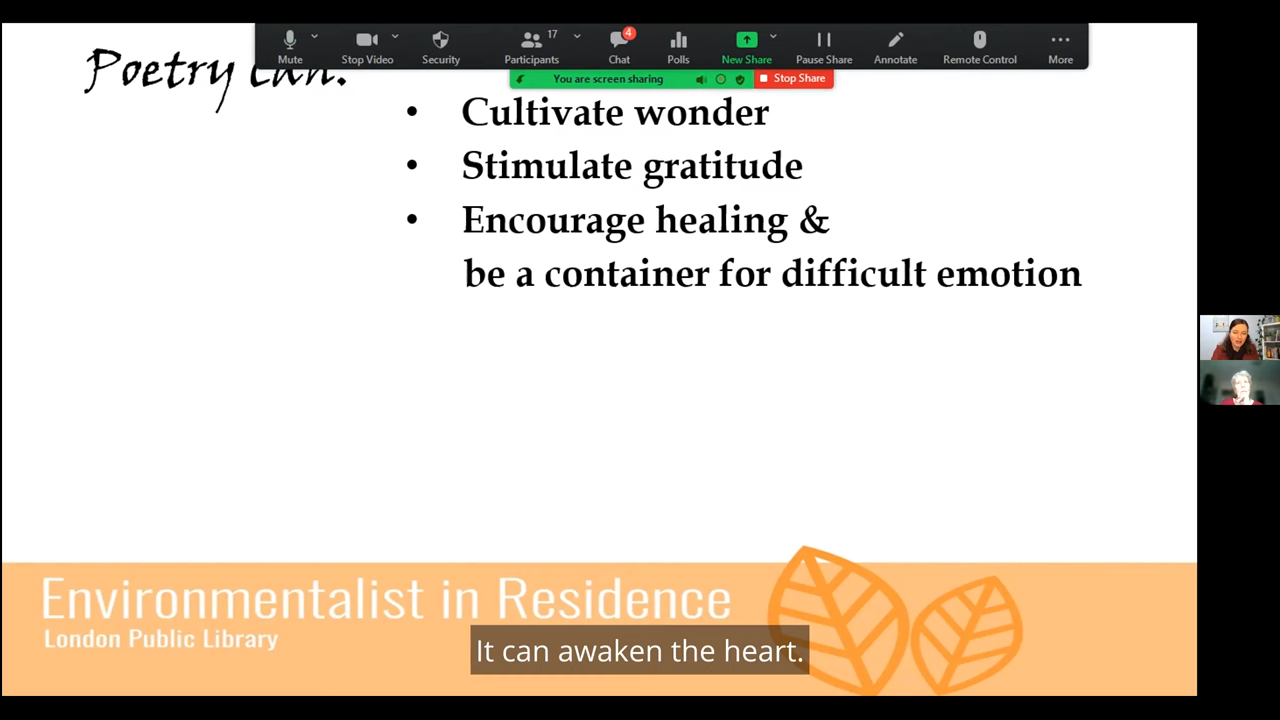 Mute
Stop Video
Security
17
Participants
4
Chat
Polls
New Share
Pause Share
Annotate
Remote Control
More
You are screen sharing
Stop Share
Poetry can:
• Cultivate wonder
• Stimulate gratitude
• Encourage healing &
be a container for difficult emotion
Environmentalist in Residence
London Public Library
It can awaken the heart.